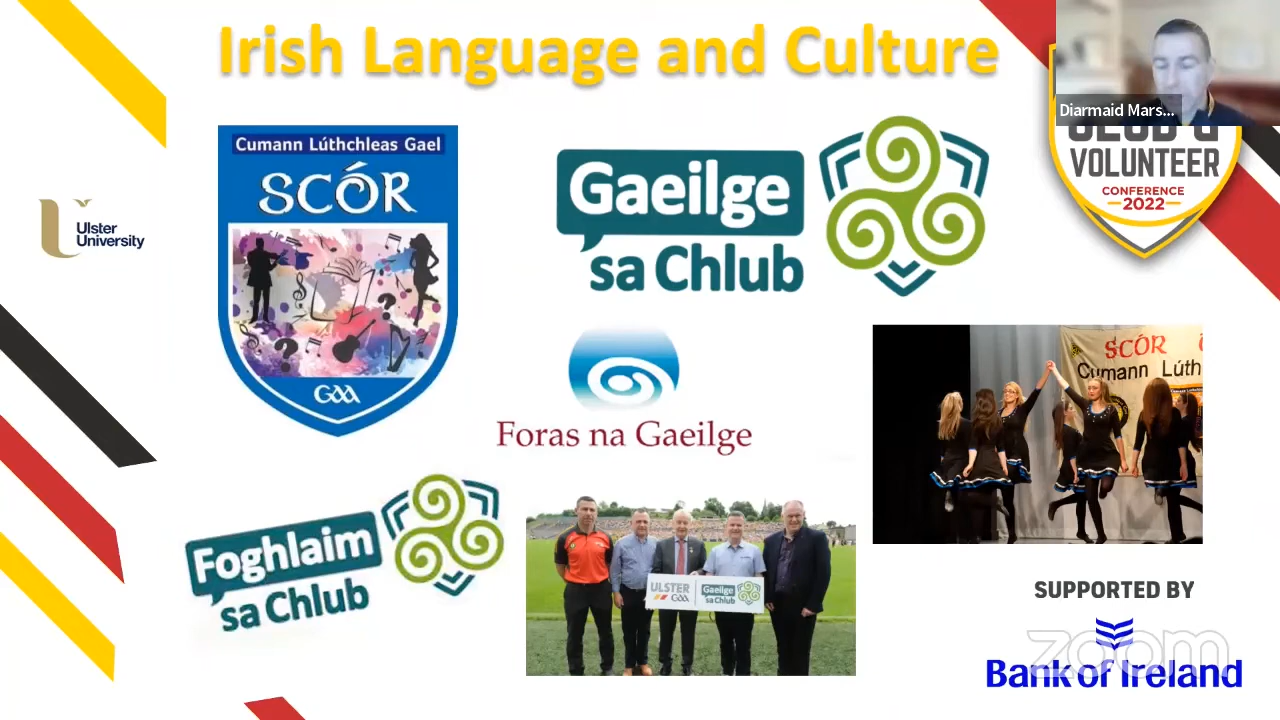 Irish Language and Culture
Diarmaid Mars...
Cumann Lúthchleas Gael
SCÓR
GAA
Gaeilge
sa Chlub
VOLUNTEER
CONFERENCE
2022
Ulster
University
Foras na Gaeilge
SCÓR
Cumann Lúth
Foghlaim
sa Chlub
ULSTER
GAA
Gaeilge
sa Chlub
SUPPORTED BY
zoom
Bank of Ireland